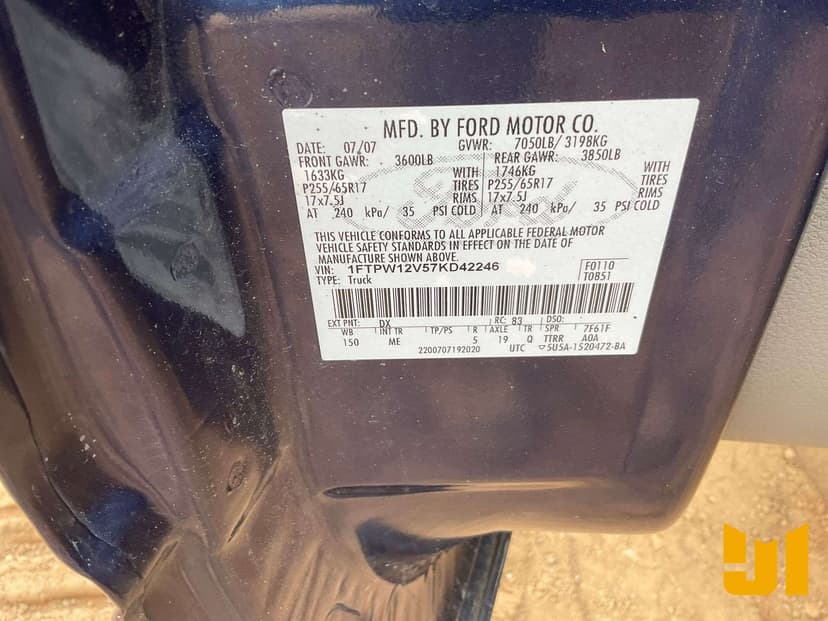 MFD. BY FORD MOTOR CO.
DATE: 07/07 GVWR: 7050LB/ 3198KG
FRONT GAWR: 3600LB REAR GAWR: 3850LB
1633KG WITH 1746KG WITH
P255/65R17 TIRES P255/65R17 TIRES
17x7.5J RIMS 17x7.5J RIMS
AT 240 kPa/ 35 PSI COLD AT 240 kPa/ 35 PSI COLD
THIS VEHICLE CONFORMS TO ALL APPLICABLE FEDERAL MOTOR
VEHICLE SAFETY STANDARDS IN EFFECT ON THE DATE OF
MANUFACTURE SHOWN ABOVE.
VIN: 1FTPW12V57KD42246 F0110
TYPE: Truck T085T
EXT PNT: DX RC: 83 DSO:
WB INT TR TP/PS R AXLE TR SPR 7F61F
150 ME 5 19 Q TTRR A0A
2200707192020 UTC 5U5A-1520472-BA